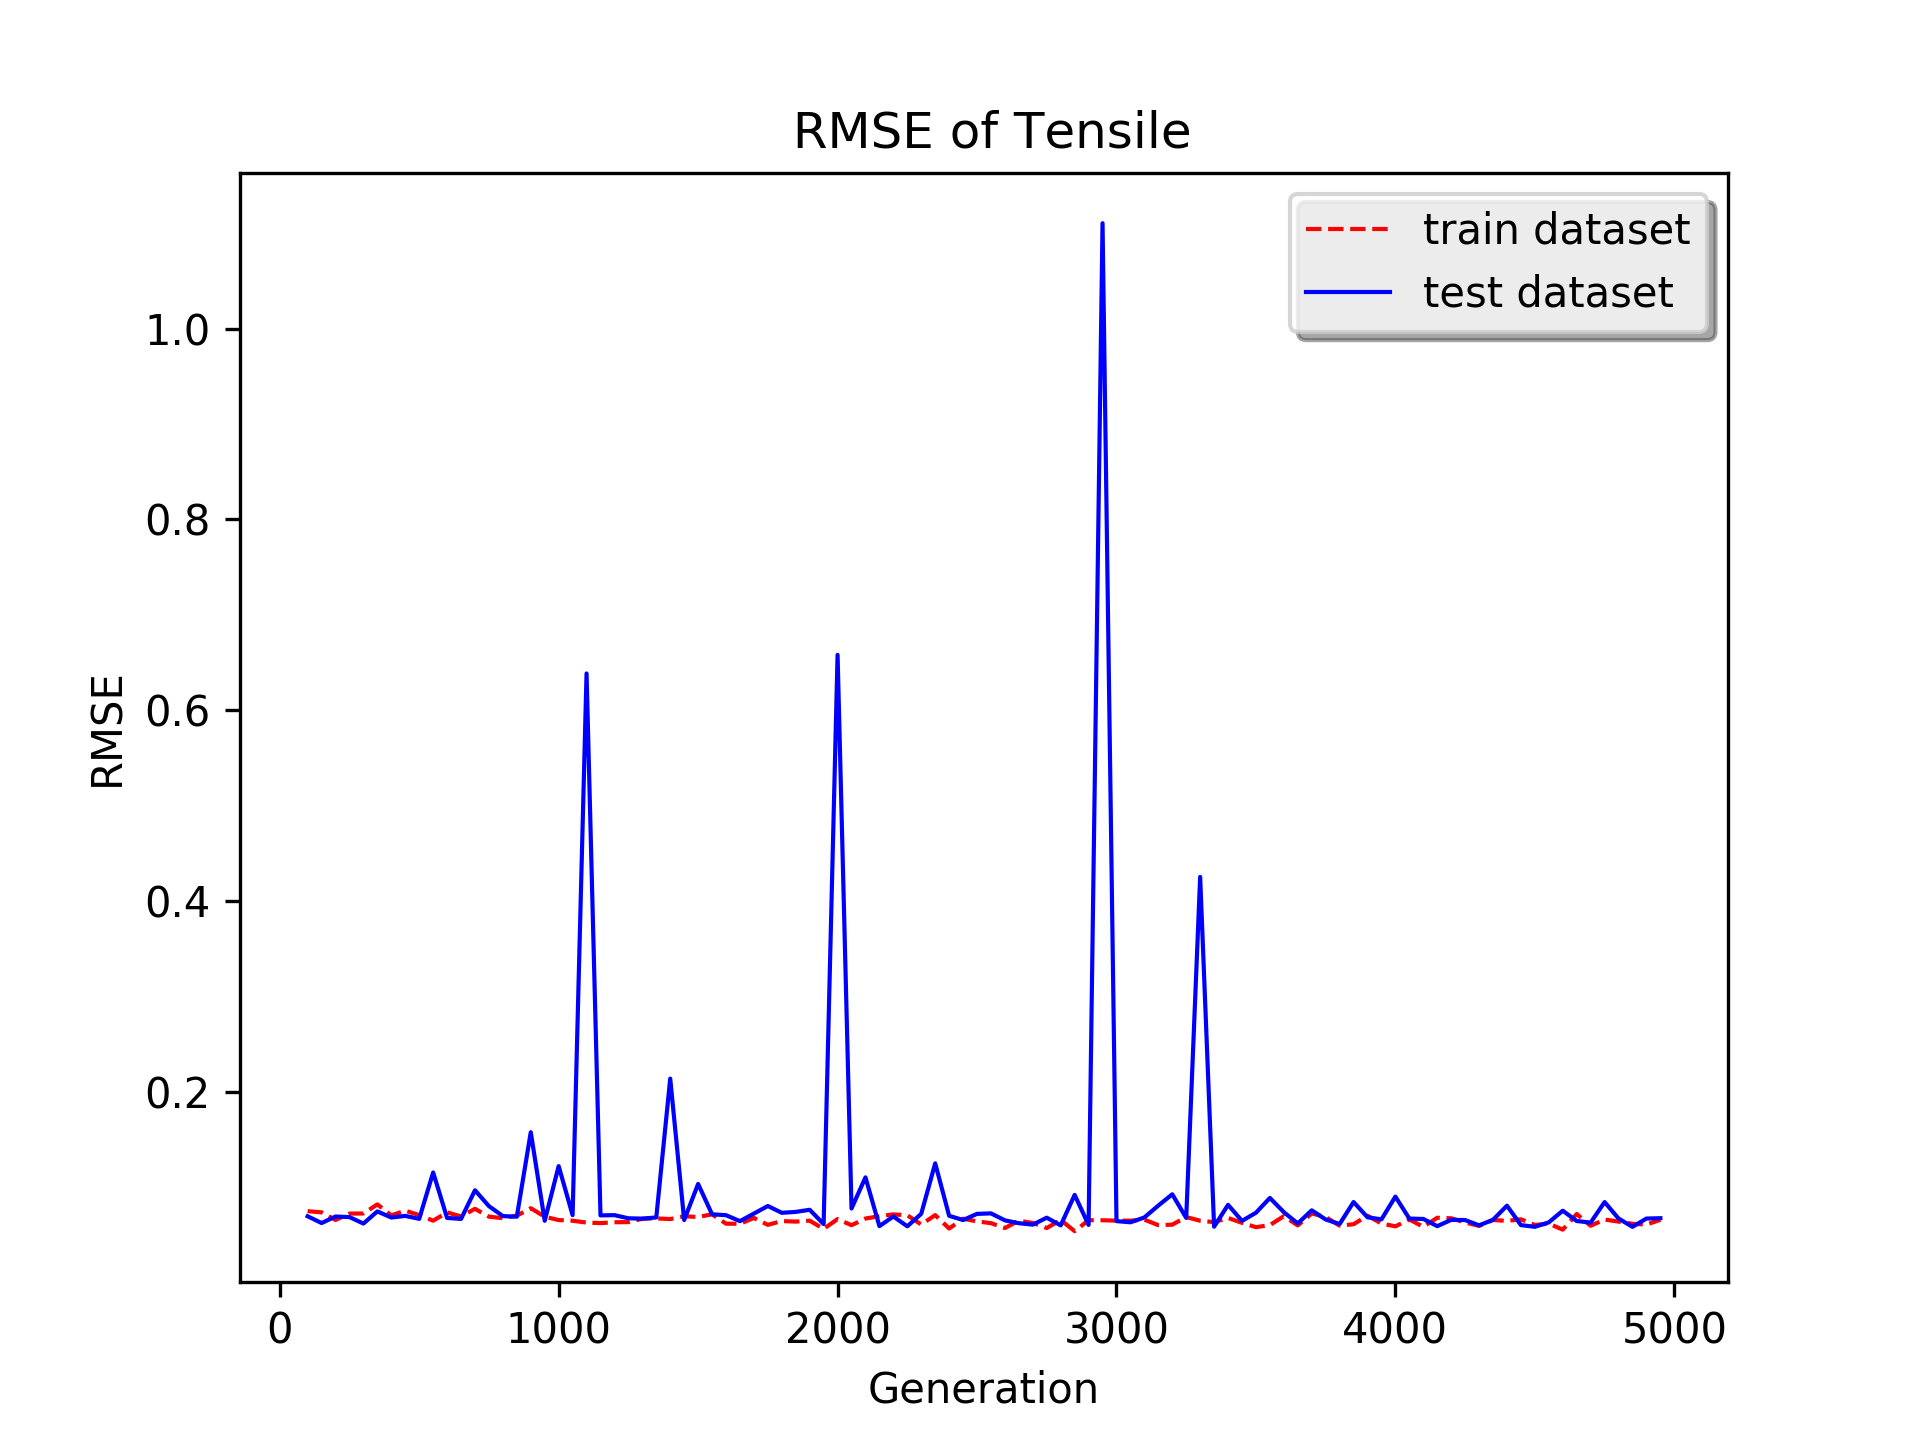 RMSE of Tensile
train dataset
test dataset
1.0
0.8
0.6
0.4
0.2
RMSE
0 1000 2000 3000 4000 5000
Generation